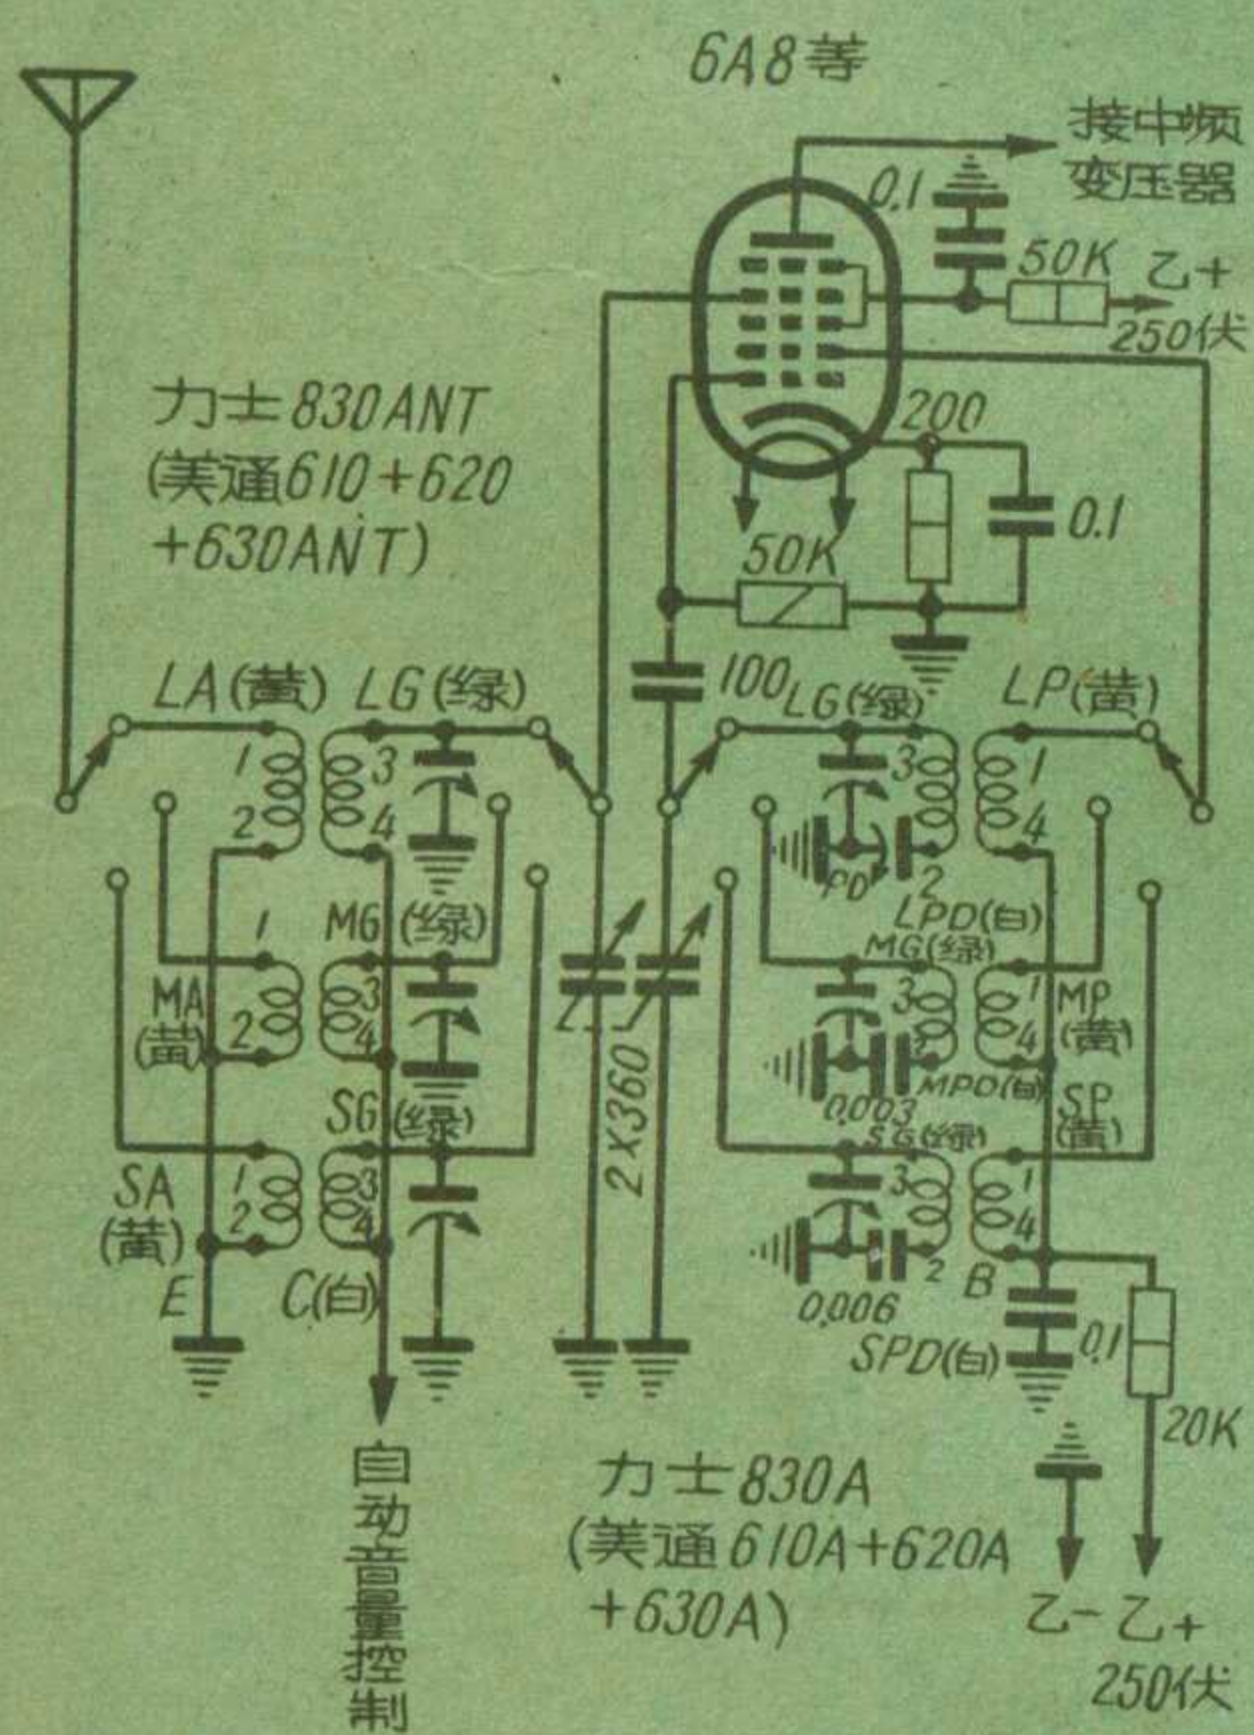 6A8等
接中频
变压器
0.1
50K
乙+
250伏
力士830ANT
(美通610+620
+630ANT)
200
0.1
50K
100
LA(黄)
LG(绿)
LG(绿)
LP(黄)
1
3
3
1
2
4
4
PD
2
LPD(白)
1
MG(绿)
MG(绿)
MA
(黄)
3
3
1
MP
(黄)
2
4
4
MPD(白)
0.003
2X360
SG(绿)
SG(绿)
SP
(黄)
SA
(黄)
1
3
3
1
2
4
4
2
E
C(白)
B
0.006
SPD(白)
0.1
20K
自动音量控制
力士830A
(美通610A+620A
+630A)
乙-
乙+
250伏